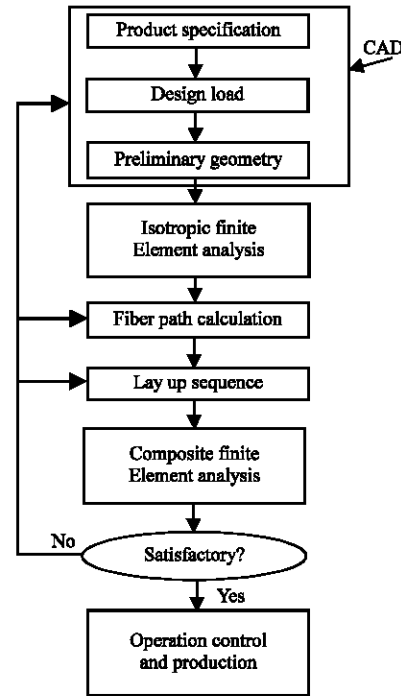 Product specification
CAD
Design load
Preliminary geometry
Isotropic finite
Element analysis
Fiber path calculation
Lay up sequence
Composite finite
Element analysis
No
Satisfactory?
Yes
Operation control
and production